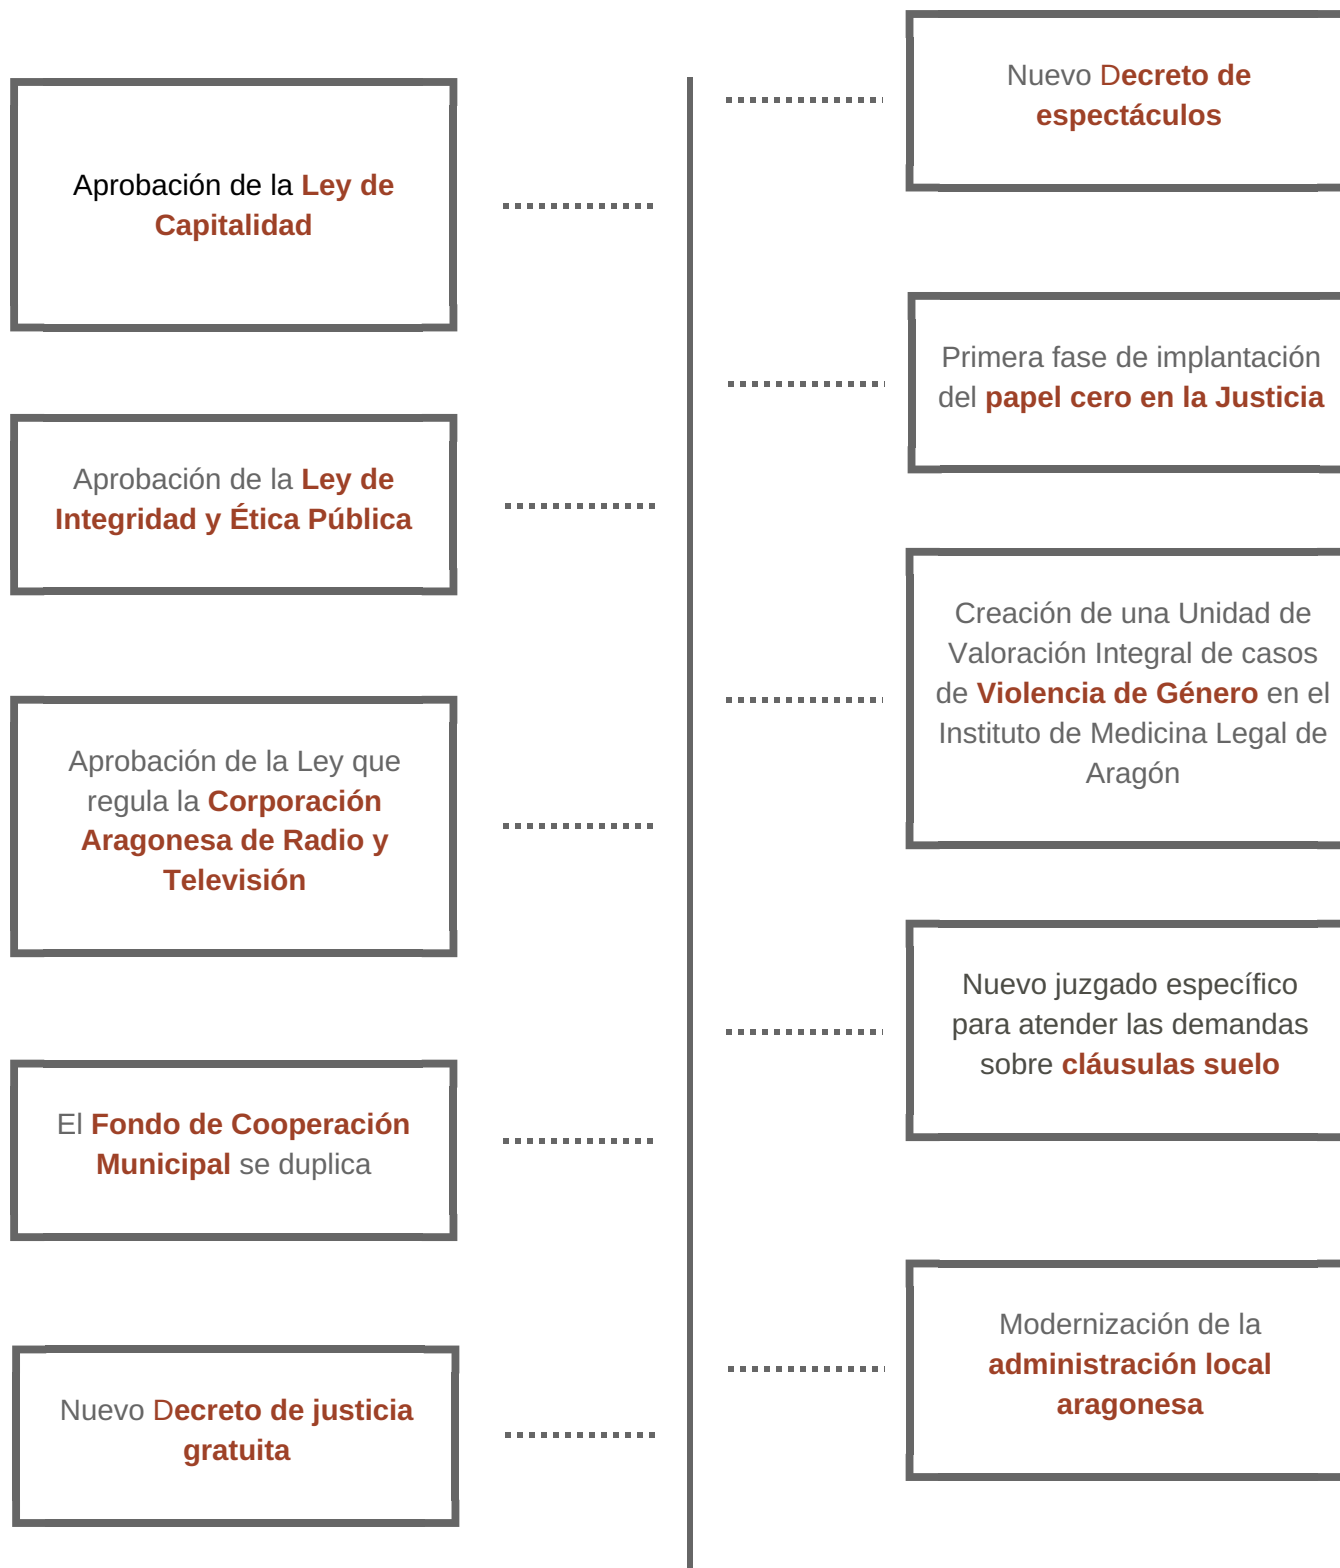 Aprobación de la Ley de
Capitalidad
Aprobación de la Ley de
Integridad y Ética Pública
Aprobación de la Ley que
regula la Corporación
Aragonesa de Radio y
Televisión
El Fondo de Cooperación
Municipal se duplica
Nuevo Decreto de justicia
gratuita
Nuevo Decreto de
espectáculos
Primera fase de implantación
del papel cero en la Justicia
Creación de una Unidad de
Valoración Integral de casos
de Violencia de Género en el
Instituto de Medicina Legal de
Aragón
Nuevo juzgado específico
para atender las demandas
sobre cláusulas suelo
Modernización de la
administración local
aragonesa